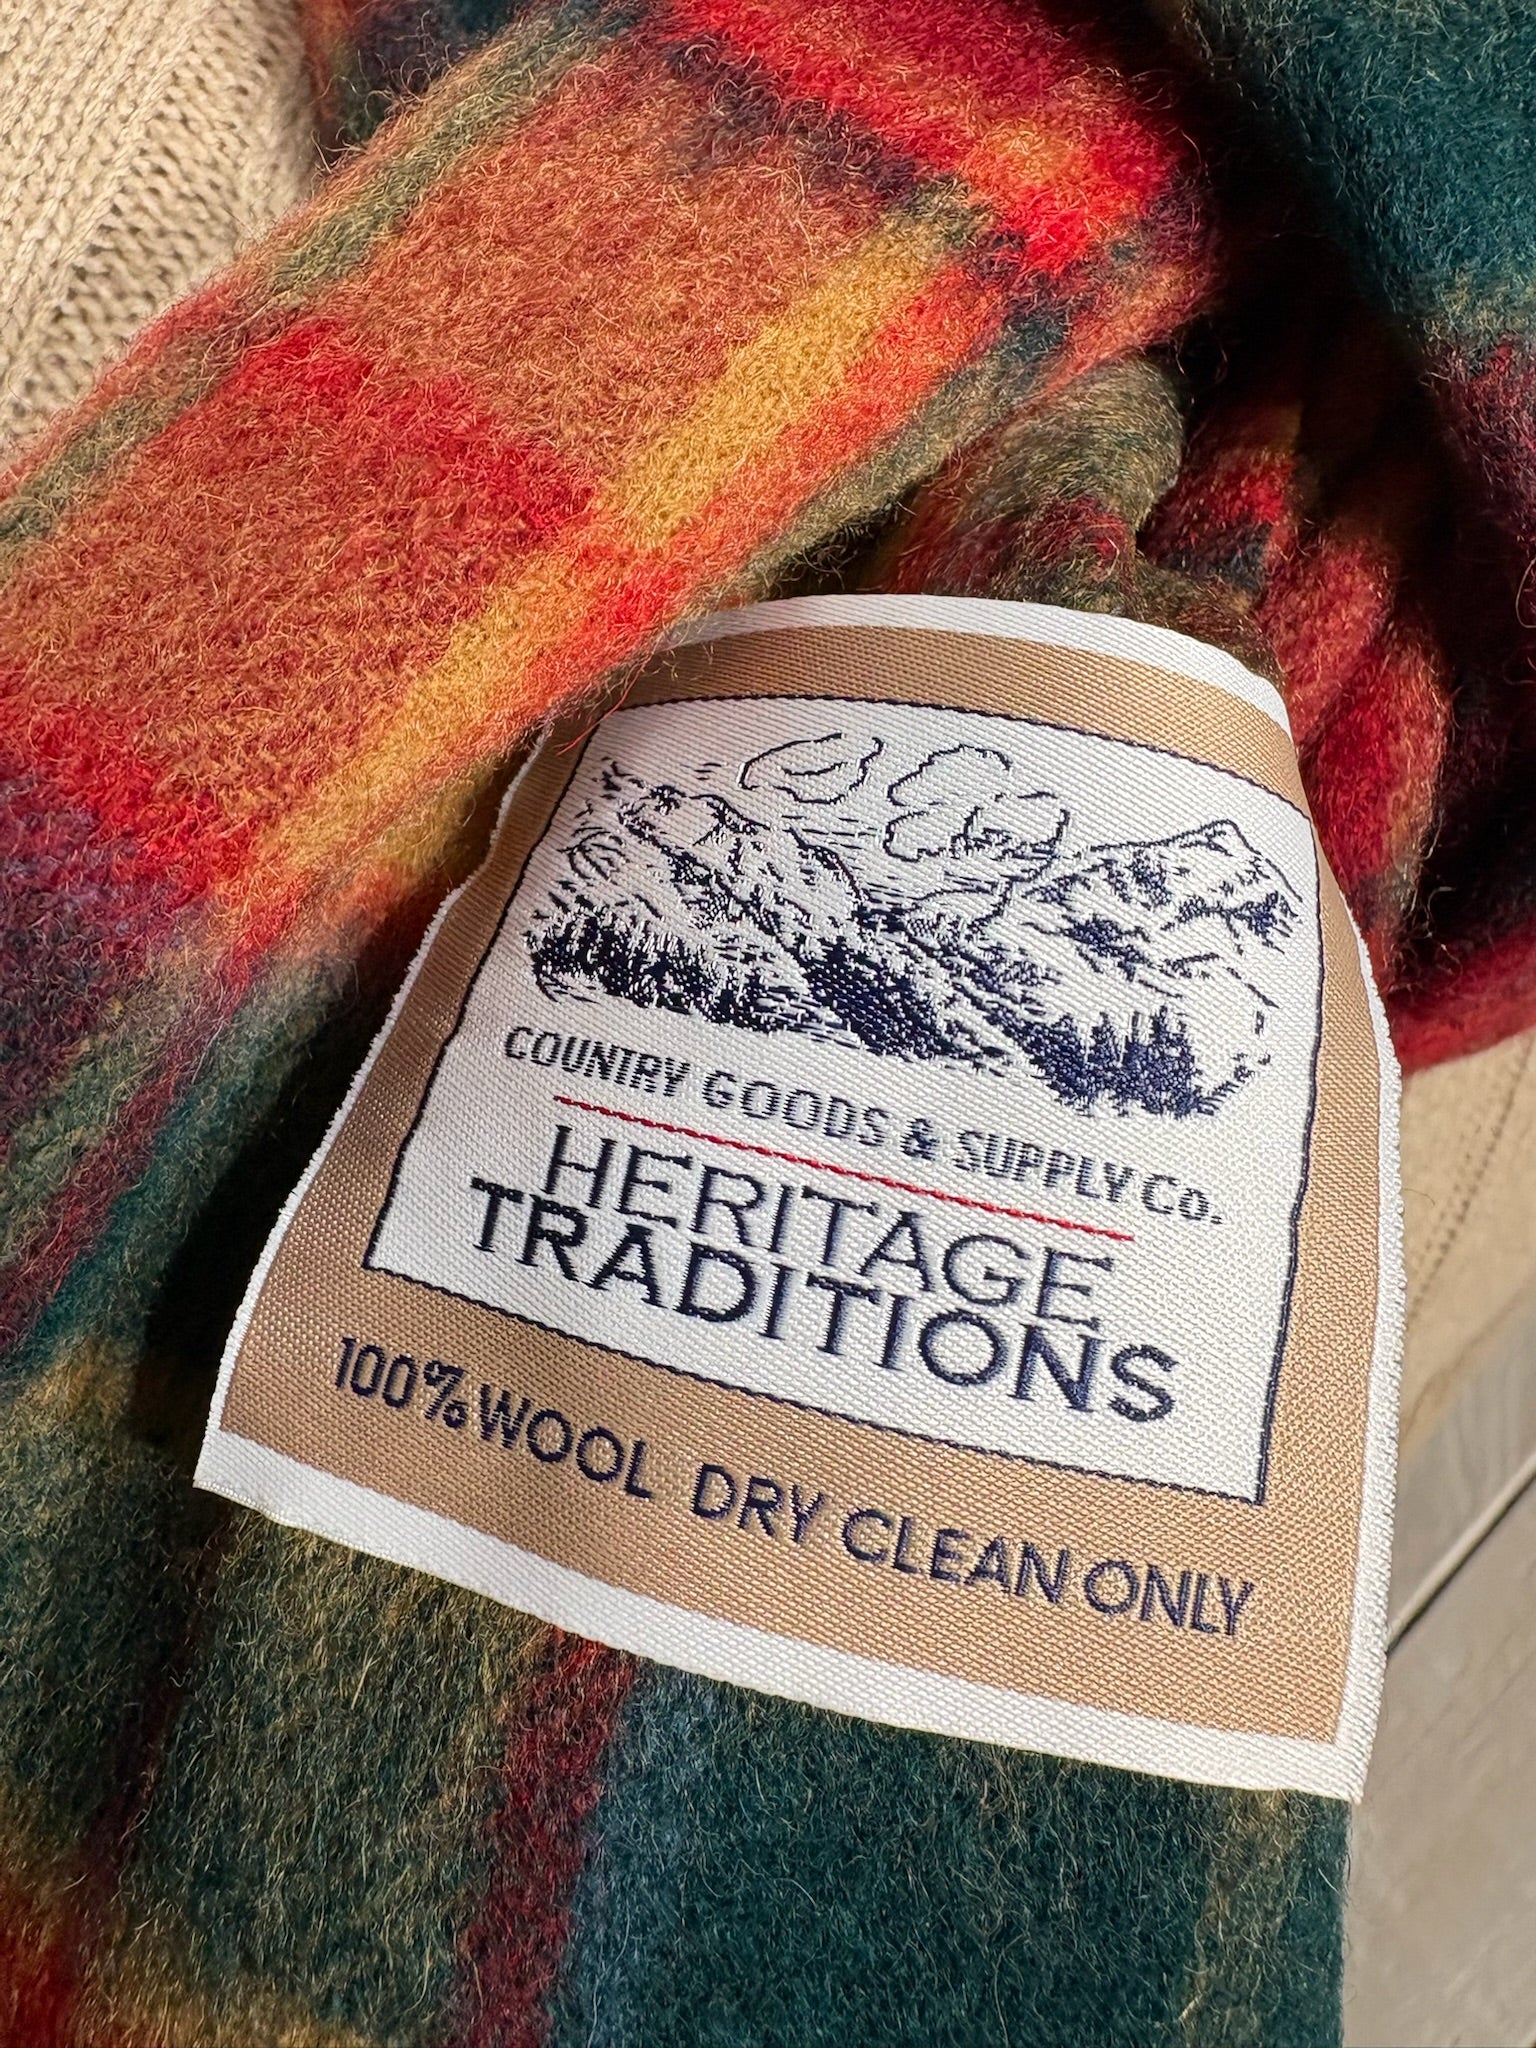 COUNTRY GOODS & SUPPLY CO.
HERITAGE
TRADITIONS
100% WOOL DRY CLEAN ONLY